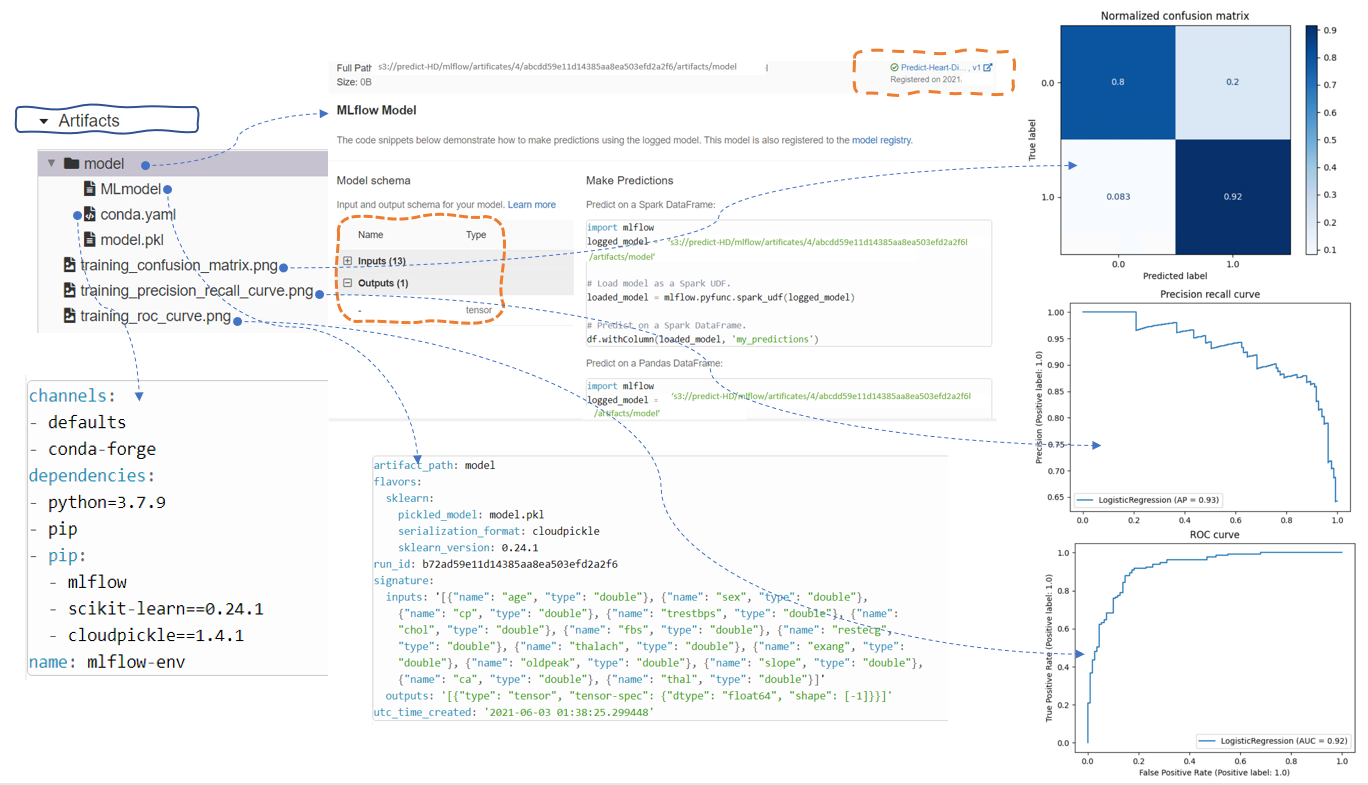 Artifacts
model
MLmodel
conda.yaml
model.pkl
training_confusion_matrix.png
training_precision_recall_curve.png
training_roc_curve.png
channels:
- defaults
- conda-forge
dependencies:
- python=3.7.9
- pip
- pip:
- mlflow
- scikit-learn==0.24.1
- cloudpickle==1.4.1
name: mlflow-env
Full Path s3://predict-HD/mlflow/artificates/4/abcdd59e11d14385aa8ea503efd2a2f6/artifacts/model
Size: 0B
Predict-Heart-Di... , v1
Registered on 2021.
MLflow Model
The code snippets below demonstrate how to make predictions using the logged model. This model is also registered to the model registry.
Model schema
Input and output schema for your model. Learn more
Name Type
Inputs (13)
Outputs (1)
- tensor
Make Predictions
Predict on a Spark DataFrame:
import mlflow
logged_model = 's3://predict-HD/mlflow/artificates/4/abcdd59e11d14385aa8ea503efd2a2f6l
/artifacts/model'
# Load model as a Spark UDF.
loaded_model = mlflow.pyfunc.spark_udf(logged_model)
# Predict on a Spark DataFrame.
df.withColumn(loaded_model, 'my_predictions')
Predict on a Pandas DataFrame:
import mlflow
logged_model = 's3://predict-HD/mlflow/artificates/4/abcdd59e11d14385aa8ea503efd2a2f6l
/artifacts/model'
artifact_path: model
flavors:
sklearn:
pickled_model: model.pkl
serialization_format: cloudpickle
sklearn_version: 0.24.1
run_id: b72ad59e11d14385aa8ea503efd2a2f6
signature:
inputs: '[{"name": "age", "type": "double"}, {"name": "sex", "type": "double"},
{"name": "cp", "type": "double"}, {"name": "trestbps", "type": "double"}, {"name":
"chol", "type": "double"}, {"name": "fbs", "type": "double"}, {"name": "restecg",
"type": "double"}, {"name": "thalach", "type": "double"}, {"name": "exang", "type":
"double"}, {"name": "oldpeak", "type": "double"}, {"name": "slope", "type": "double"},
{"name": "ca", "type": "double"}, {"name": "thal", "type": "double"}]'
outputs: '[{"type": "tensor", "tensor-spec": {"dtype": "float64", "shape": [-1]}}]'
utc_time_created: '2021-06-03 01:38:25.299448'
Normalized confusion matrix
True label
0.0
1.0
0.8 0.2
0.083 0.92
0.0 1.0
Predicted label
0.9
0.8
0.7
0.6
0.5
0.4
0.3
0.2
0.1
Precision recall curve
Precision (Positive label: 1.0)
1.00
0.95
0.90
0.85
0.80
0.75
0.70
0.65
LogisticRegression (AP = 0.93)
0.0 0.2 0.4 0.6 0.8 1.0
ROC curve
True Positive Rate (Positive label: 1.0)
1.0
0.8
0.6
0.4
0.2
0.0
LogisticRegression (AUC = 0.92)
0.0 0.2 0.4 0.6 0.8 1.0
False Positive Rate (Positive label: 1.0)